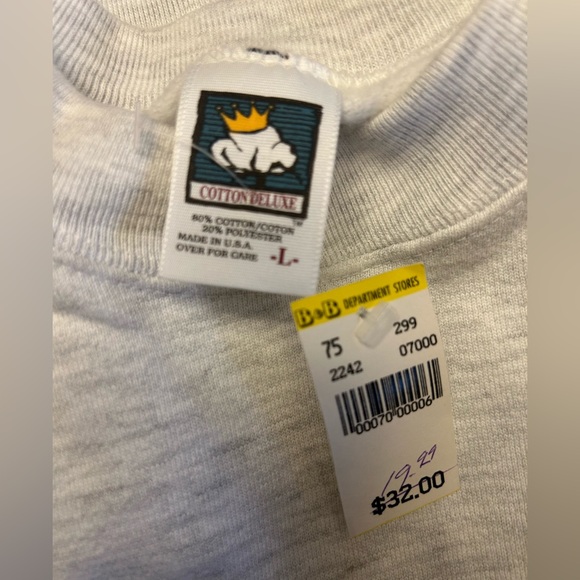 COTTON DELUXE
TM
80% COTTON/COTON
20% POLYESTER
MADE IN U.S.A.
OVER FOR CARE
-L-
B&B DEPARTMENT STORES
75 299
2242 07000
00070 00006
19.99
$32.00